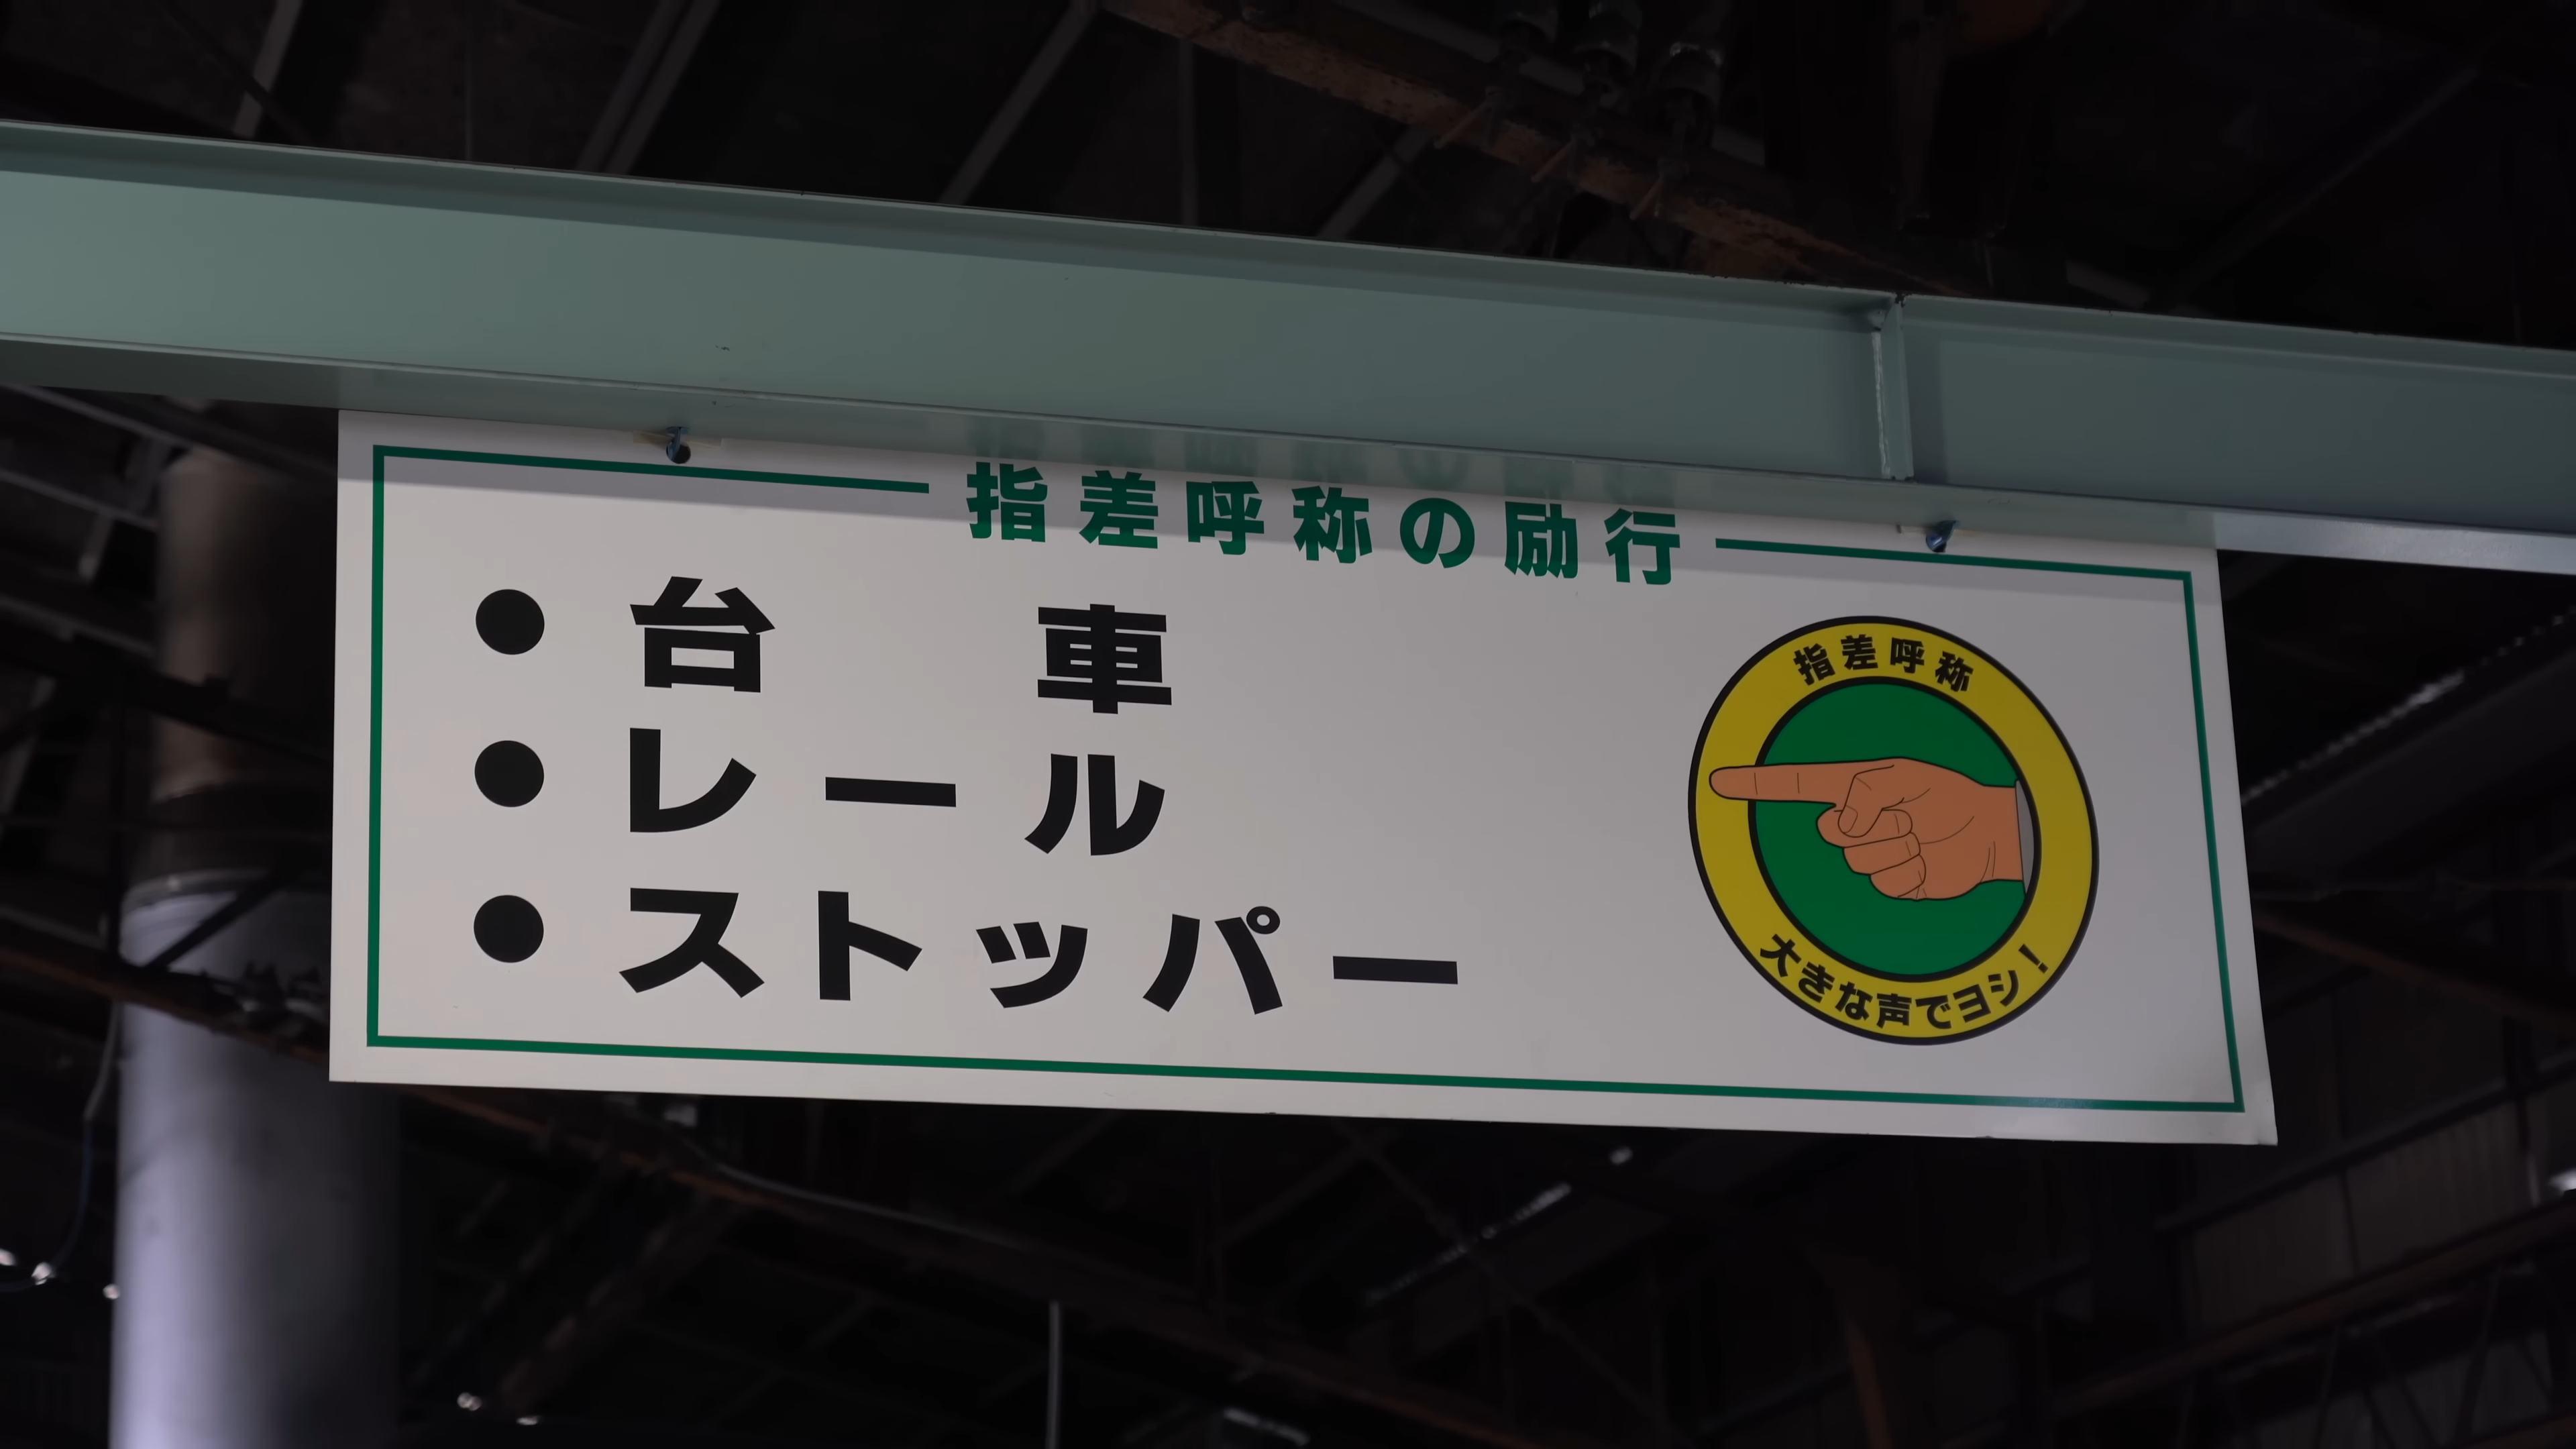 指差呼称の励行
● 台　車
● レール
● ストッパー
指差呼称
大きな声でヨシ！